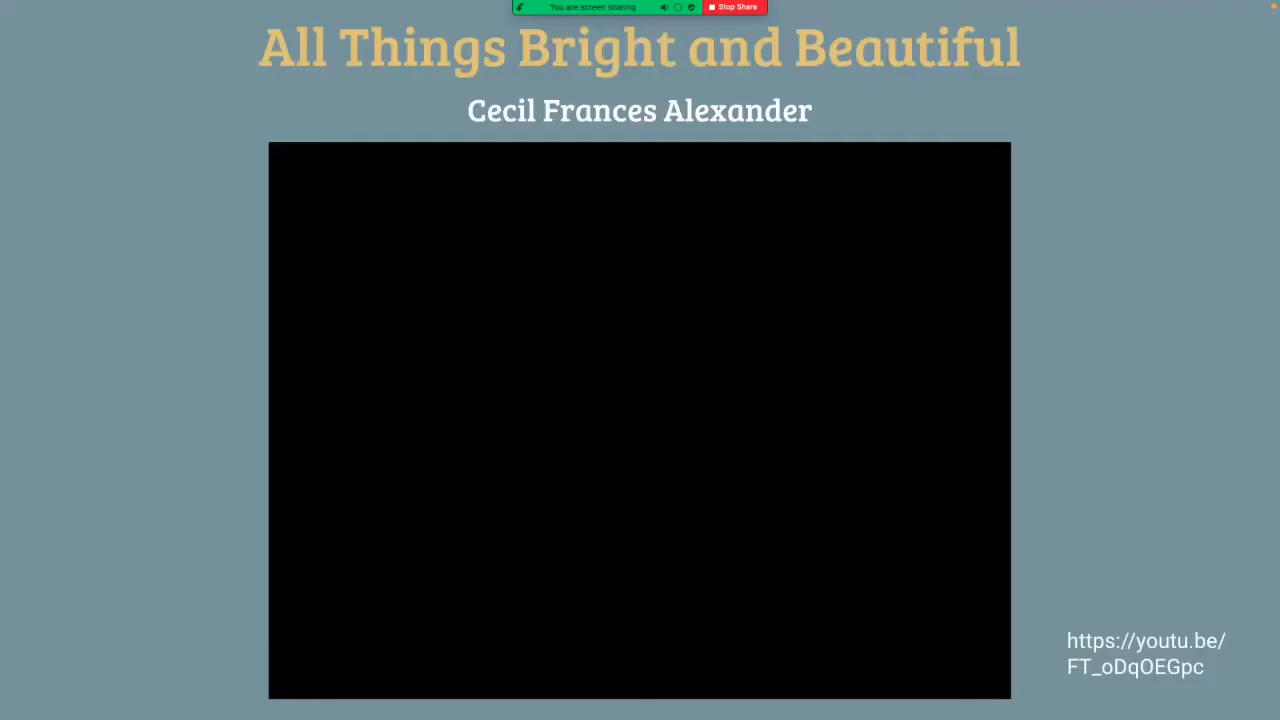 You are screen sharing
Stop Share
All Things Bright and Beautiful
Cecil Frances Alexander
https://youtu.be/
FT_oDqOEGpc